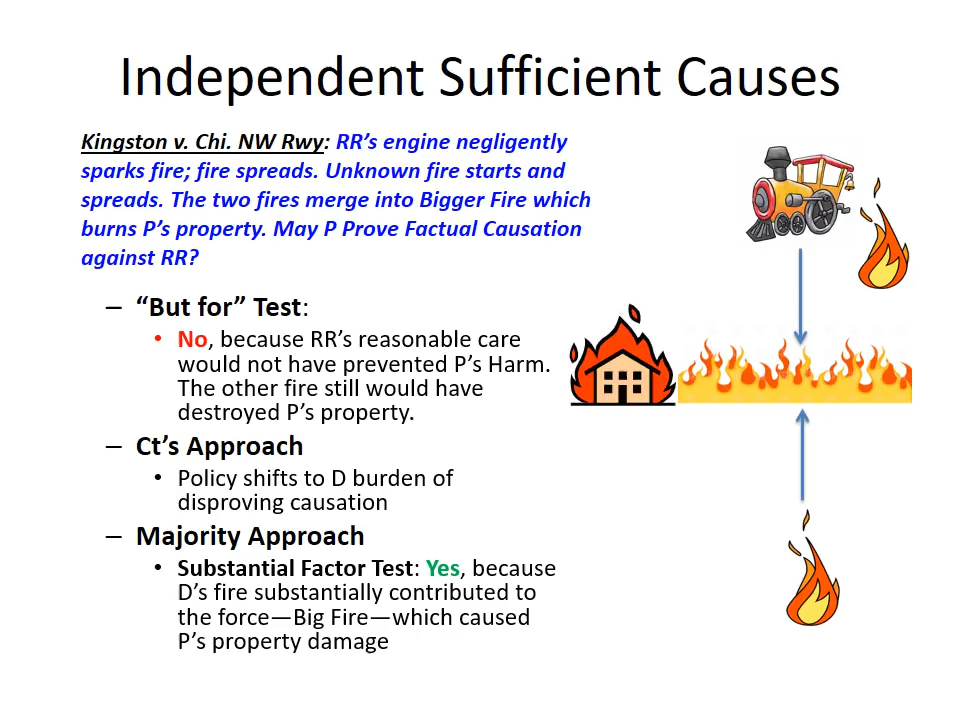 Independent Sufficient Causes
Kingston v. Chi. NW Rwy: RR’s engine negligently
sparks fire; fire spreads. Unknown fire starts and
spreads. The two fires merge into Bigger Fire which
burns P’s property. May P Prove Factual Causation
against RR?
– “But for” Test:
• No, because RR’s reasonable care
would not have prevented P’s Harm.
The other fire still would have
destroyed P’s property.
– Ct’s Approach
• Policy shifts to D burden of
disproving causation
– Majority Approach
• Substantial Factor Test: Yes, because
D’s fire substantially contributed to
the force—Big Fire—which caused
P’s property damage